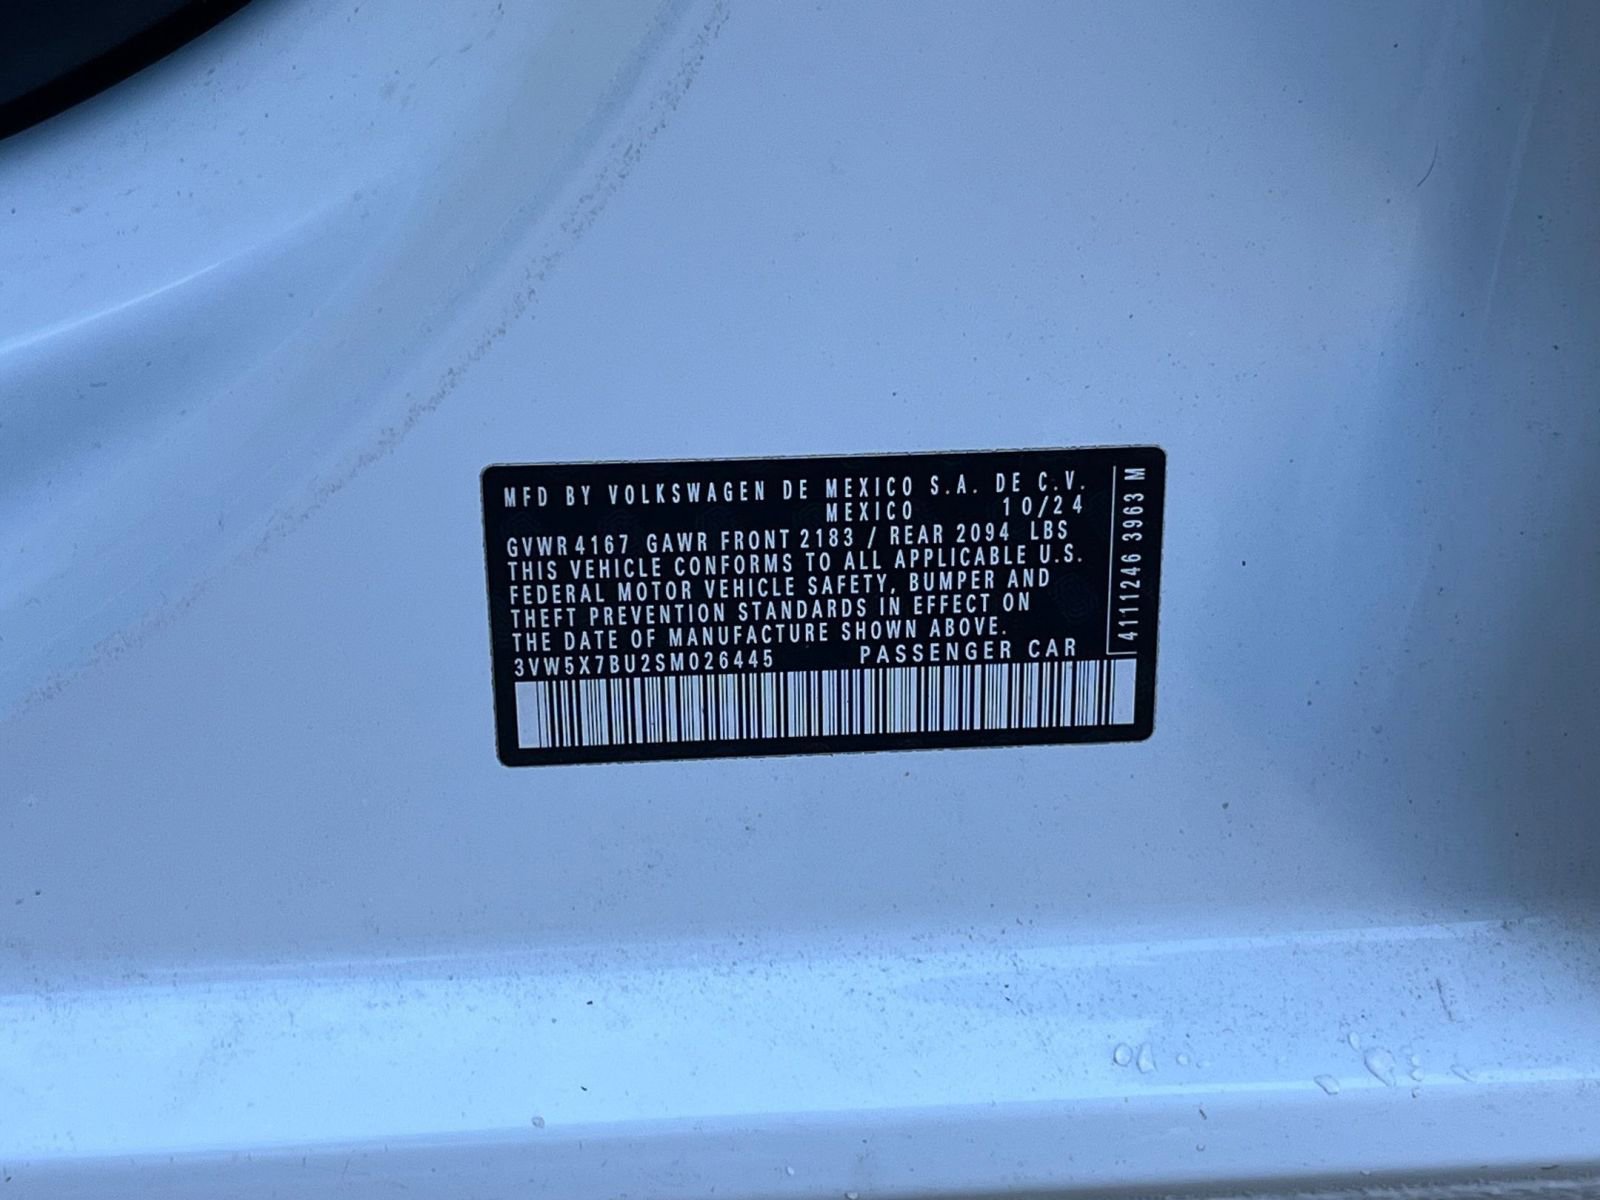 MFD BY VOLKSWAGEN DE MEXICO S.A. DE C.V.
MEXICO 10/24
GVWR 4167 GAWR FRONT 2183 / REAR 2094 LBS
THIS VEHICLE CONFORMS TO ALL APPLICABLE U.S.
FEDERAL MOTOR VEHICLE SAFETY, BUMPER AND
THEFT PREVENTION STANDARDS IN EFFECT ON
THE DATE OF MANUFACTURE SHOWN ABOVE.
3VW5X7BU2SM026445 PASSENGER CAR
4111246 3963 M